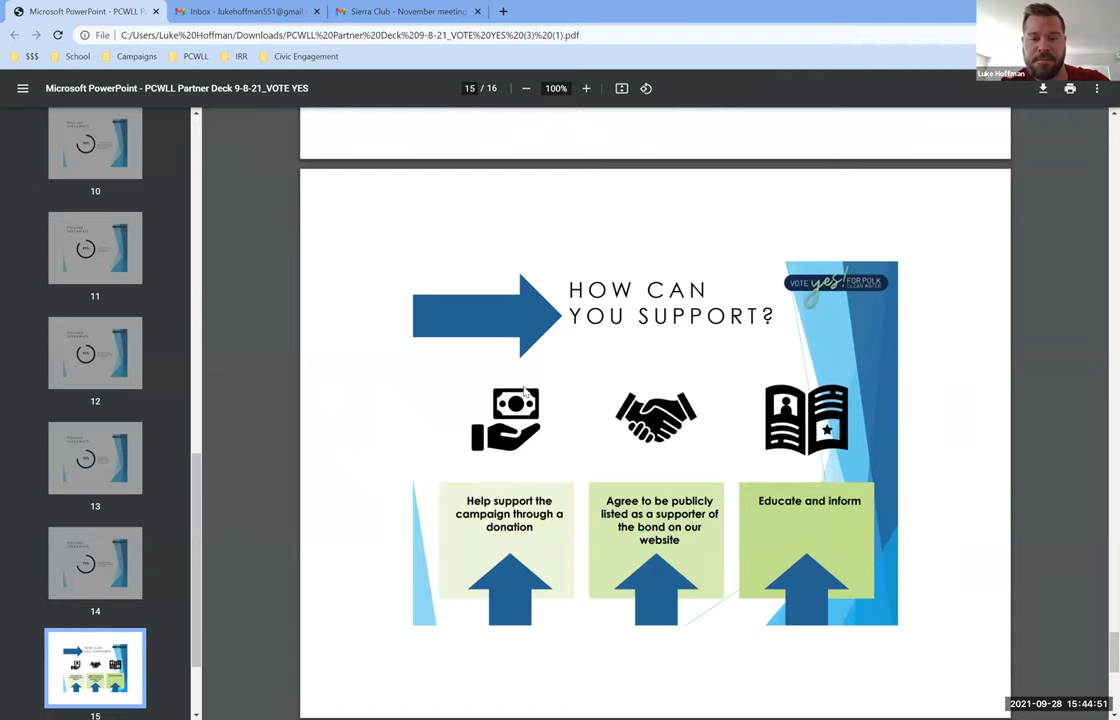 Microsoft PowerPoint - PCWLL P
Inbox - lukehoffman551@gmail
Sierra Club - November meeting
File
C:/Users/Luke%20Hoffman/Downloads/PCWLL%20Partner%20Deck%209-8-21_VOTE%20YES%20(3)%20(1).pdf
$$$
School
Campaigns
PCWLL
IRR
Civic Engagement
Luke Hoffman
Microsoft PowerPoint - PCWLL Partner Deck 9-8-21_VOTE YES
15 / 16
100%
10
11
12
13
14
15
HOW CAN
YOU SUPPORT?
VOTE yes! FOR POLK
CLEAN WATER
Help support the
campaign through a
donation
Agree to be publicly
listed as a supporter of
the bond on our
website
Educate and inform
2021-09-28 15:44:51